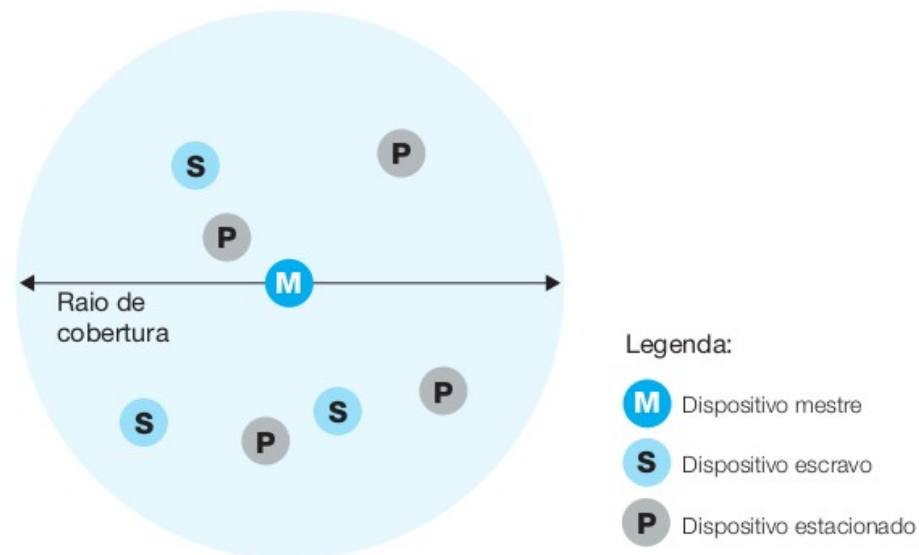 P
S
P
M
Raio de
cobertura
P
S
S
P
Legenda:
M Dispositivo mestre
S Dispositivo escravo
P Dispositivo estacionado